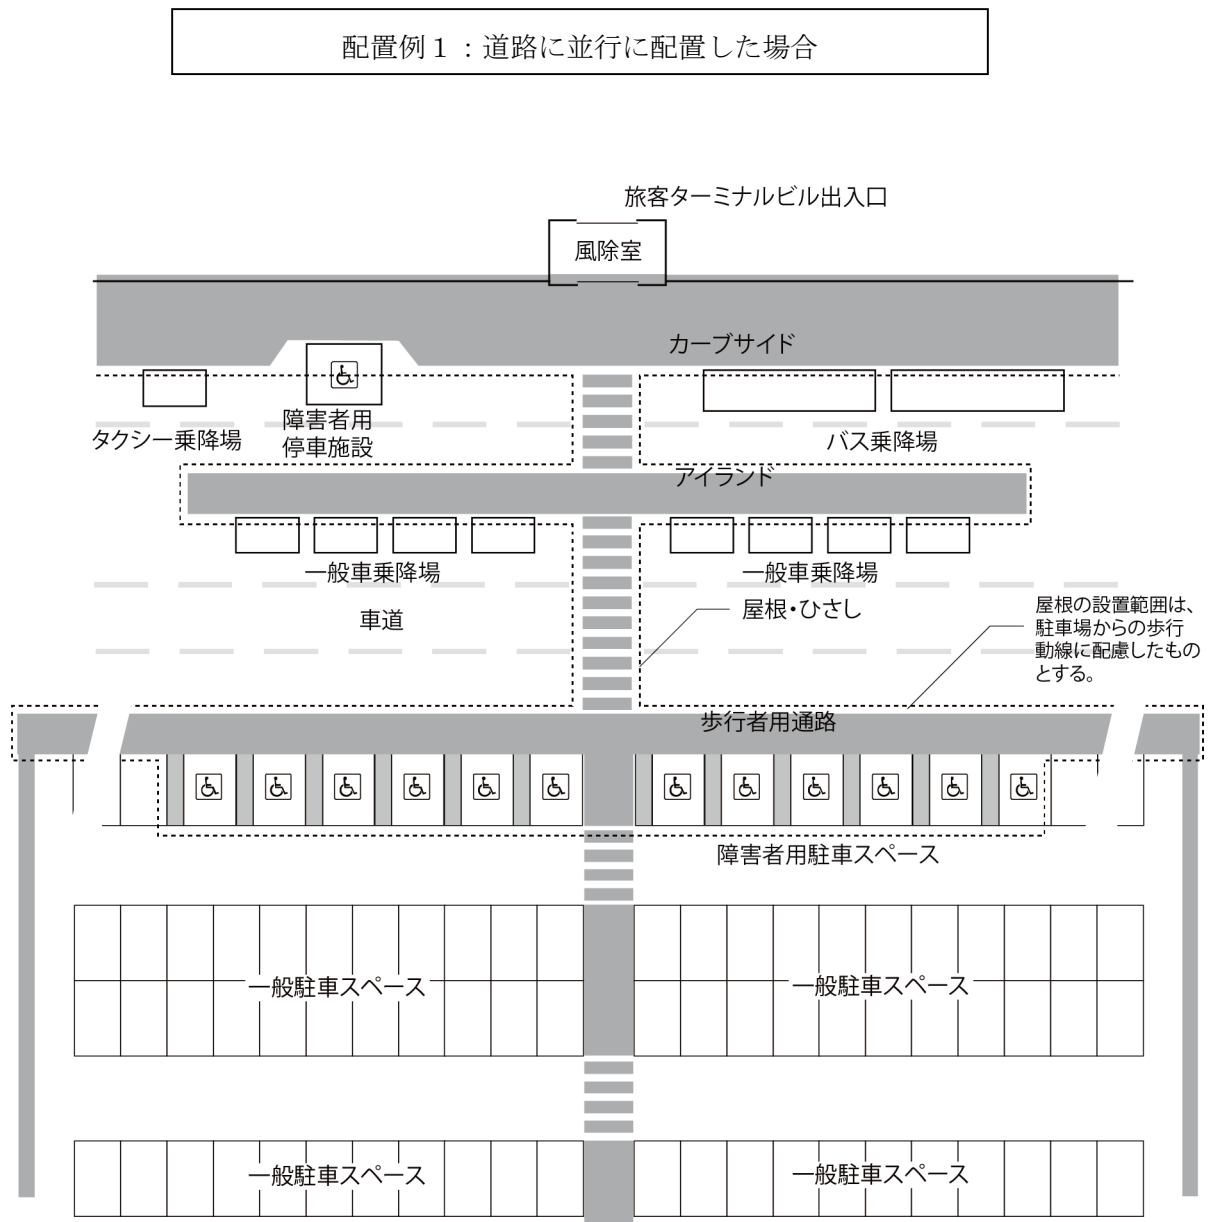 配置例１：道路に並行に配置した場合
旅客ターミナルビル出入口
風除室
カーブサイド
障害者用
停車施設
タクシー乗降場
バス乗降場
アイランド
一般車乗降場
一般車乗降場
車道
屋根・ひさし
屋根の設置範囲は、
駐車場からの歩行
動線に配慮したもの
とする。
歩行者用通路
障害者用駐車スペース
一般駐車スペース
一般駐車スペース
一般駐車スペース
一般駐車スペース